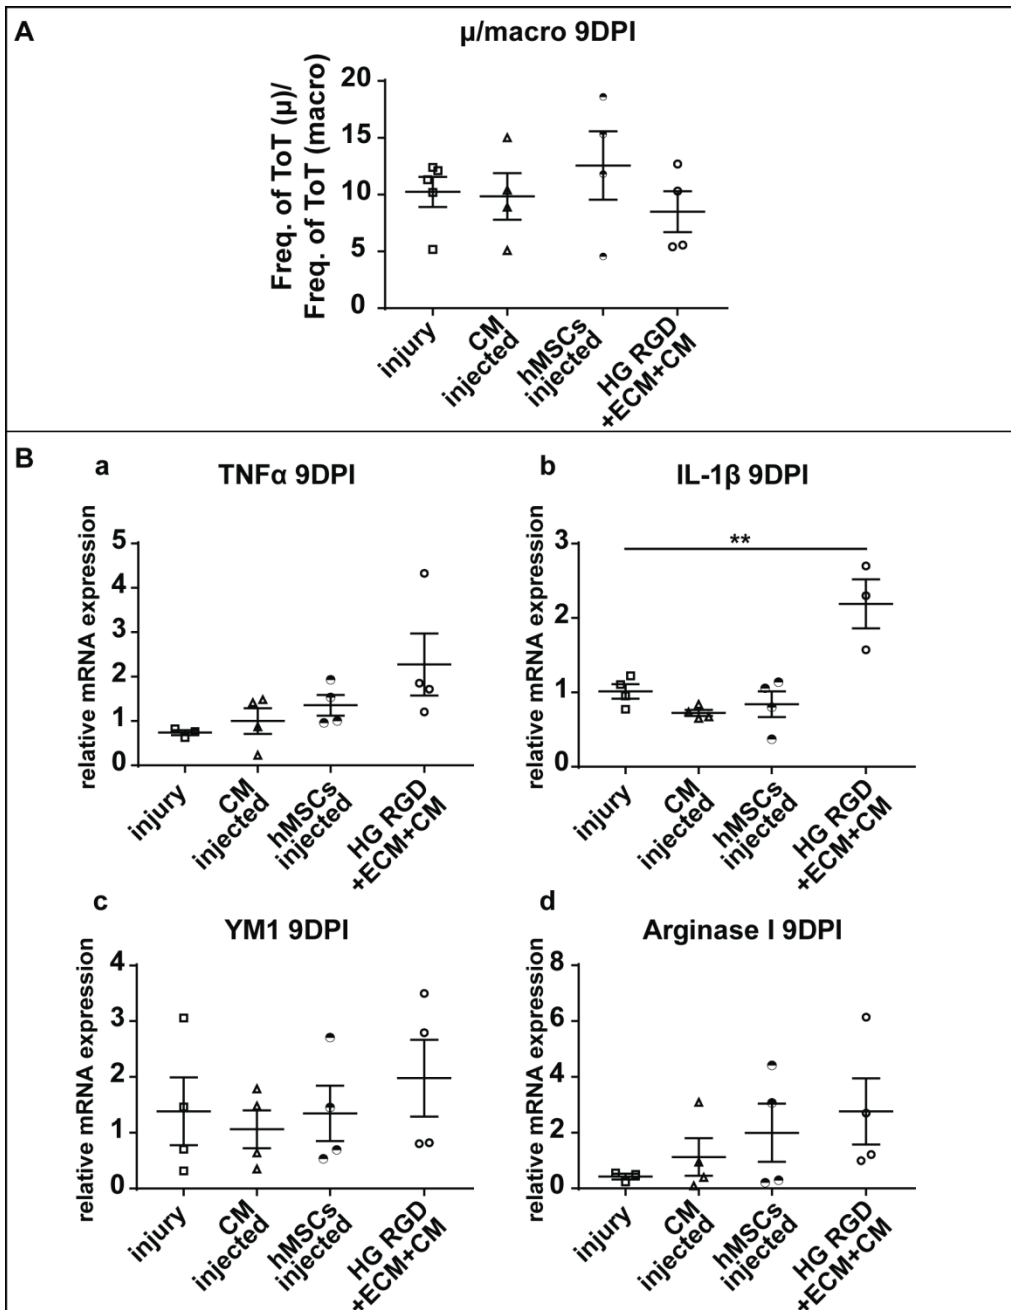 A
μ/macro 9DPI
Freq. of ToT (μ)/
Freq. of ToT (macro)
20
15
10
5
0
injury
CM
injected
hMSCs
injected
HG RGD
+ECM+CM
B
a
TNFα 9DPI
relative mRNA expression
5
4
3
2
1
0
injury
CM
injected
hMSCs
injected
HG RGD
+ECM+CM
b
IL-1β 9DPI
relative mRNA expression
3
2
1
0
**
injury
CM
injected
hMSCs
injected
HG RGD
+ECM+CM
c
YM1 9DPI
relative mRNA expression
4
3
2
1
0
injury
CM
injected
hMSCs
injected
HG RGD
+ECM+CM
d
Arginase I 9DPI
relative mRNA expression
8
6
4
2
0
injury
CM
injected
hMSCs
injected
HG RGD
+ECM+CM